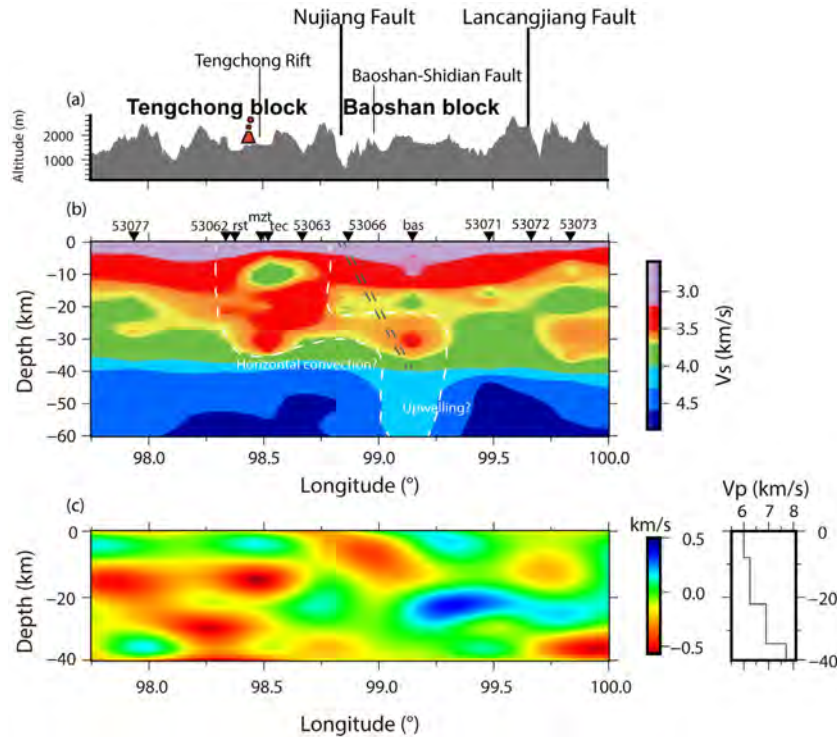 Nujiang Fault
Lancangjiang Fault
Tengchong Rift
Baoshan-Shidian Fault
(a)
Tengchong block
Baoshan block
Altitude (m)
2000
1000
(b)
53077
53062
rst
mzt
tec
53063
53066
bas
53071
53072
53073
0
−10
−20
−30
−40
−50
−60
Depth (km)
Horizontal convection?
Upwelling?
3.0
3.5
4.0
4.5
Vs (km/s)
98.0
98.5
99.0
99.5
100.0
Longitude (°)
(c)
0
−20
−40
Depth (km)
98.0
98.5
99.0
99.5
100.0
Longitude (°)
km/s
0.5
0.0
−0.5
Vp (km/s)
6
7
8
0
−20
−40